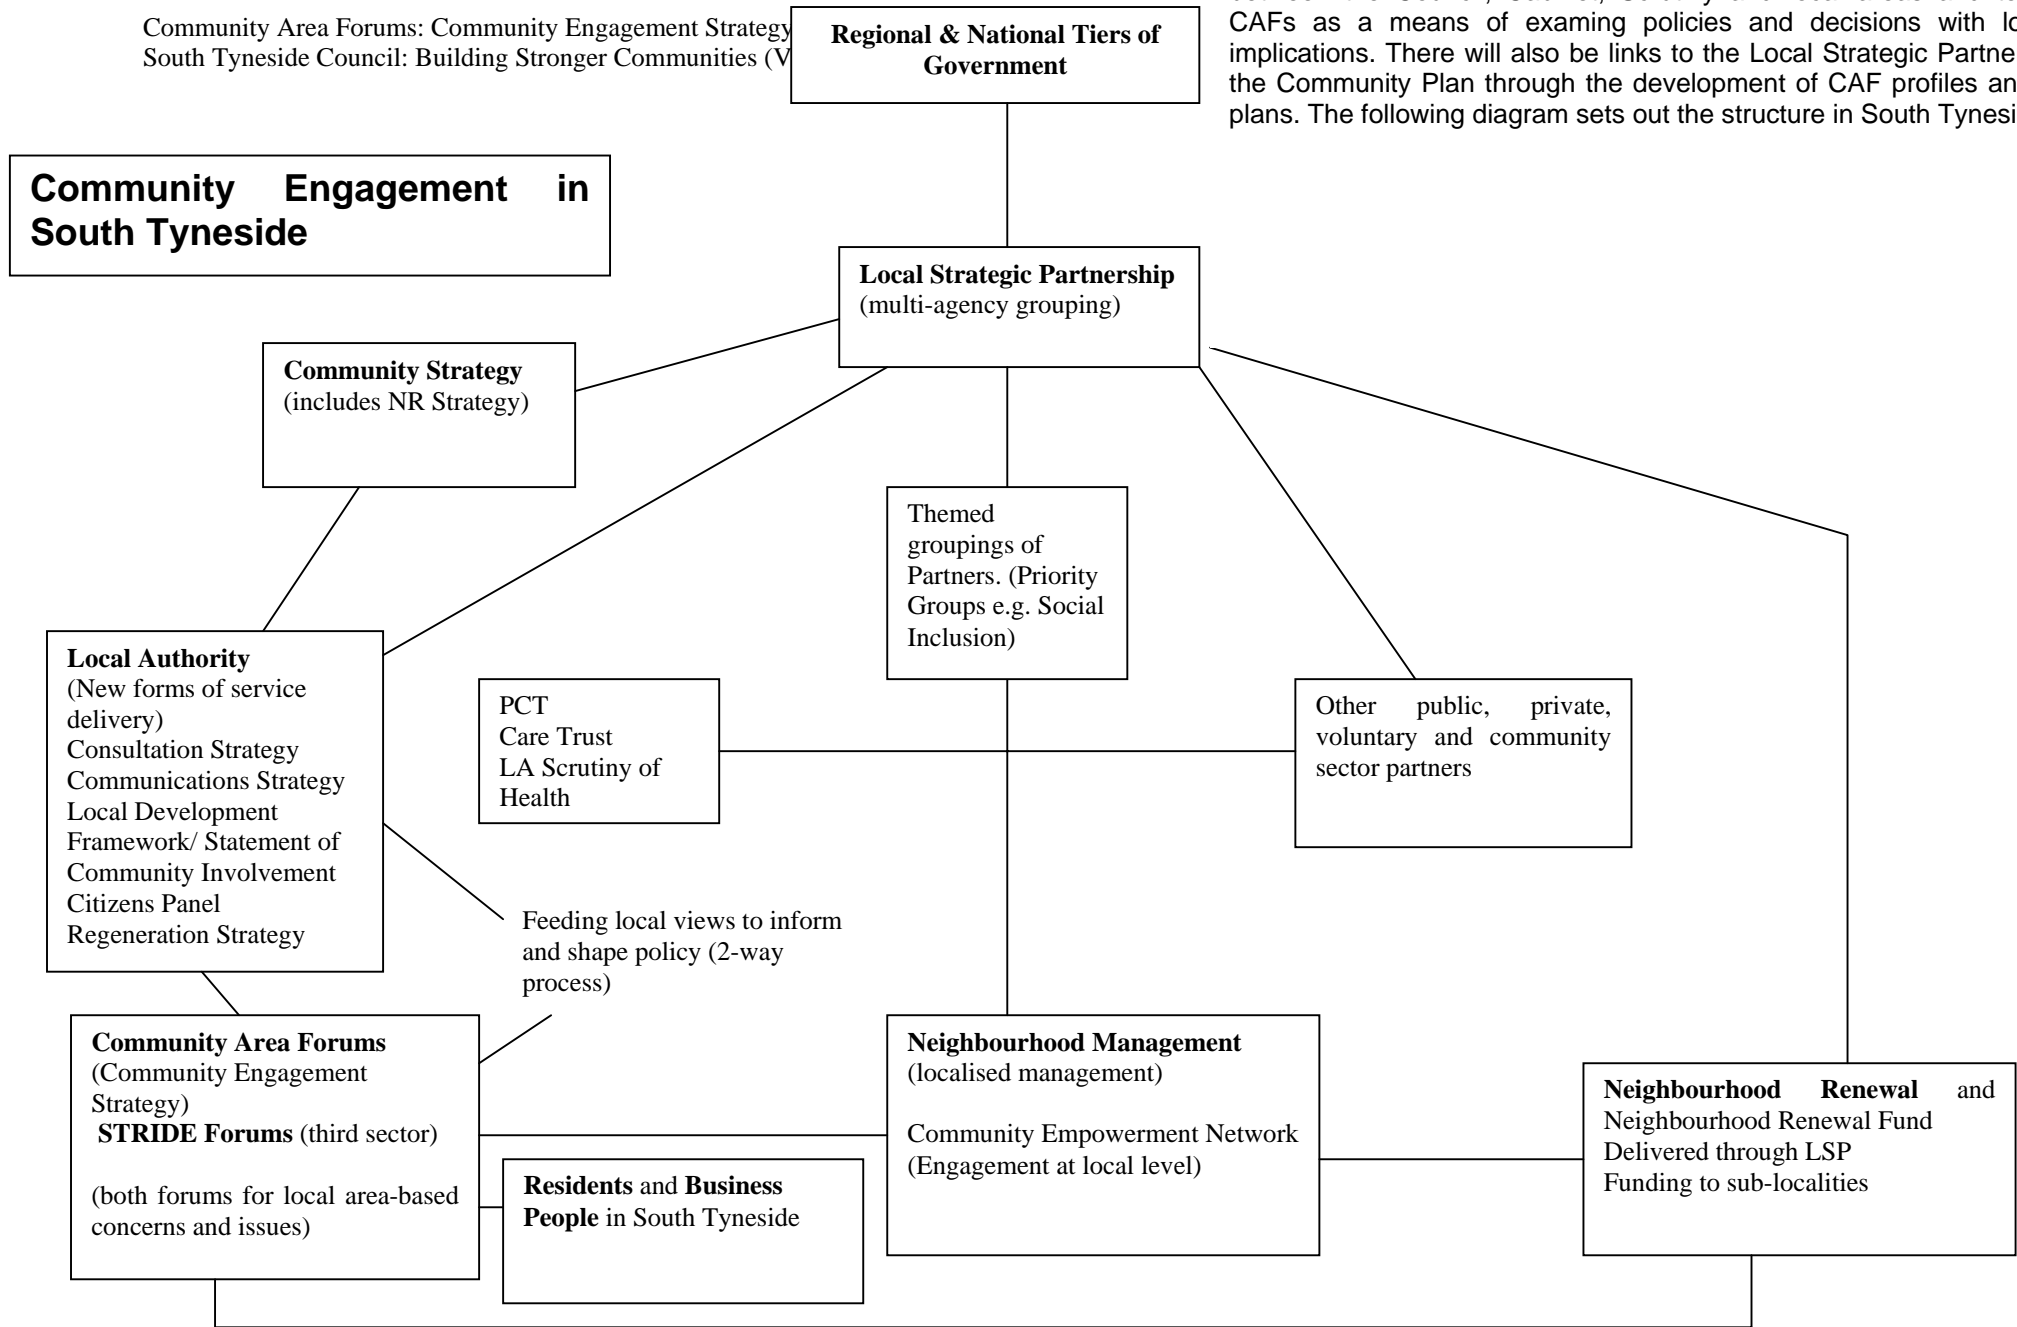 Community Area Forums: Community Engagement Strategy
South Tyneside Council: Building Stronger Communities (V
Regional & National Tiers of
Government
CAFs as a means of examing policies and decisions with
implications. There will also be links to the Local Strategic
the Community Plan through the development of CAF profiles
plans. The following diagram sets out the structure in South
Community Engagement in
South Tyneside
Local Strategic Partnership
(multi-agency grouping)
Community Strategy
(includes NR Strategy)
Themed
groupings of
Partners. (Priority
Groups e.g. Social
Inclusion)
Local Authority
(New forms of service
delivery)
Consultation Strategy
Communications Strategy
Local Development
Framework/ Statement of
Community Involvement
Citizens Panel
Regeneration Strategy
PCT
Care Trust
LA Scrutiny of
Health
Other public, private,
voluntary and community
sector partners
Feeding local views to inform
and shape policy (2-way
process)
Community Area Forums
(Community Engagement
Strategy)
STRIDE Forums (third sector)
(both forums for local area-based
concerns and issues)
Residents and Business
People in South Tyneside
Neighbourhood Management
(localised management)
Community Empowerment Network
(Engagement at local level)
Neighbourhood Renewal and
Neighbourhood Renewal Fund
Delivered through LSP
Funding to sub-localities